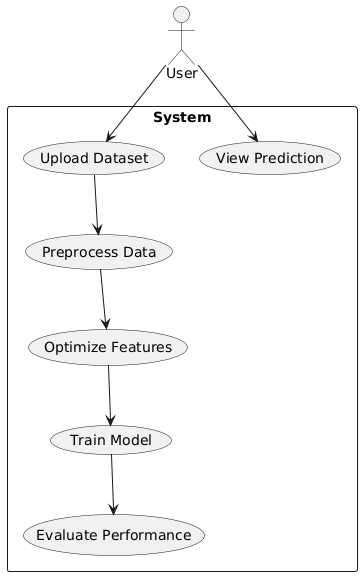 User
System
Upload Dataset
View Prediction
Preprocess Data
Optimize Features
Train Model
Evaluate Performance